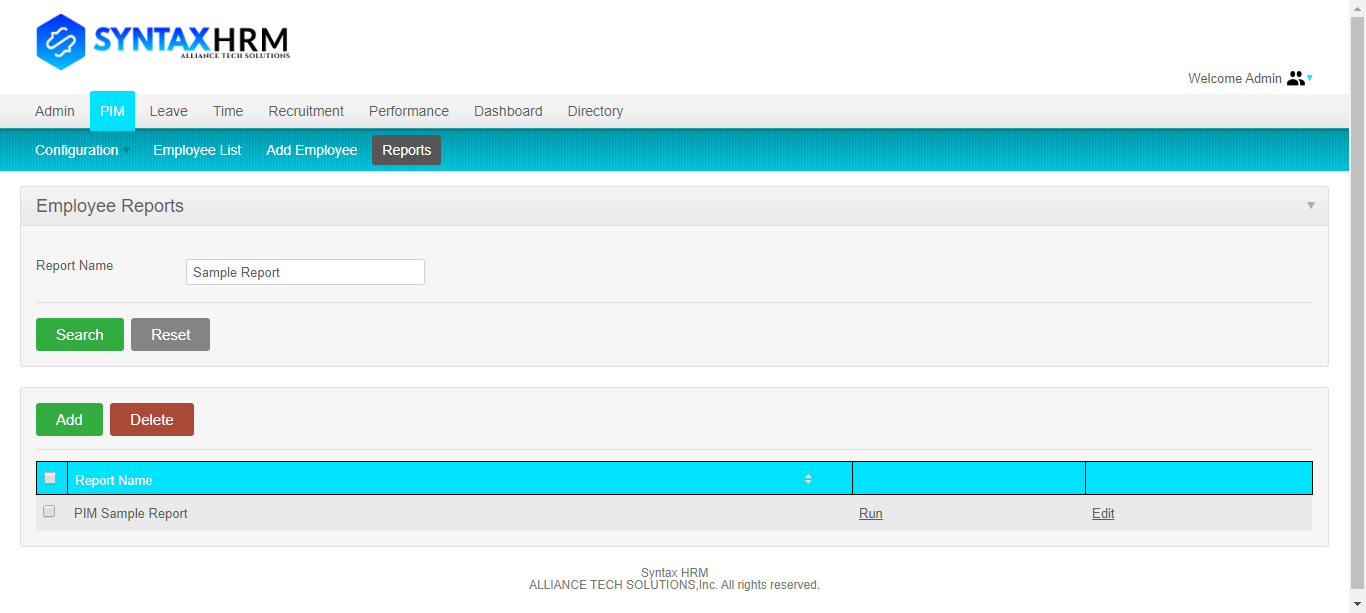 SYNTAXHRM
ALLIANCE TECH SOLUTIONS
Welcome Admin
Admin PIM Leave Time Recruitment Performance Dashboard Directory
Configuration Employee List Add Employee Reports
Employee Reports
Report Name Sample Report
Search Reset
Add Delete
Report Name
PIM Sample Report Run Edit
Syntax HRM
ALLIANCE TECH SOLUTIONS,Inc. All rights reserved.